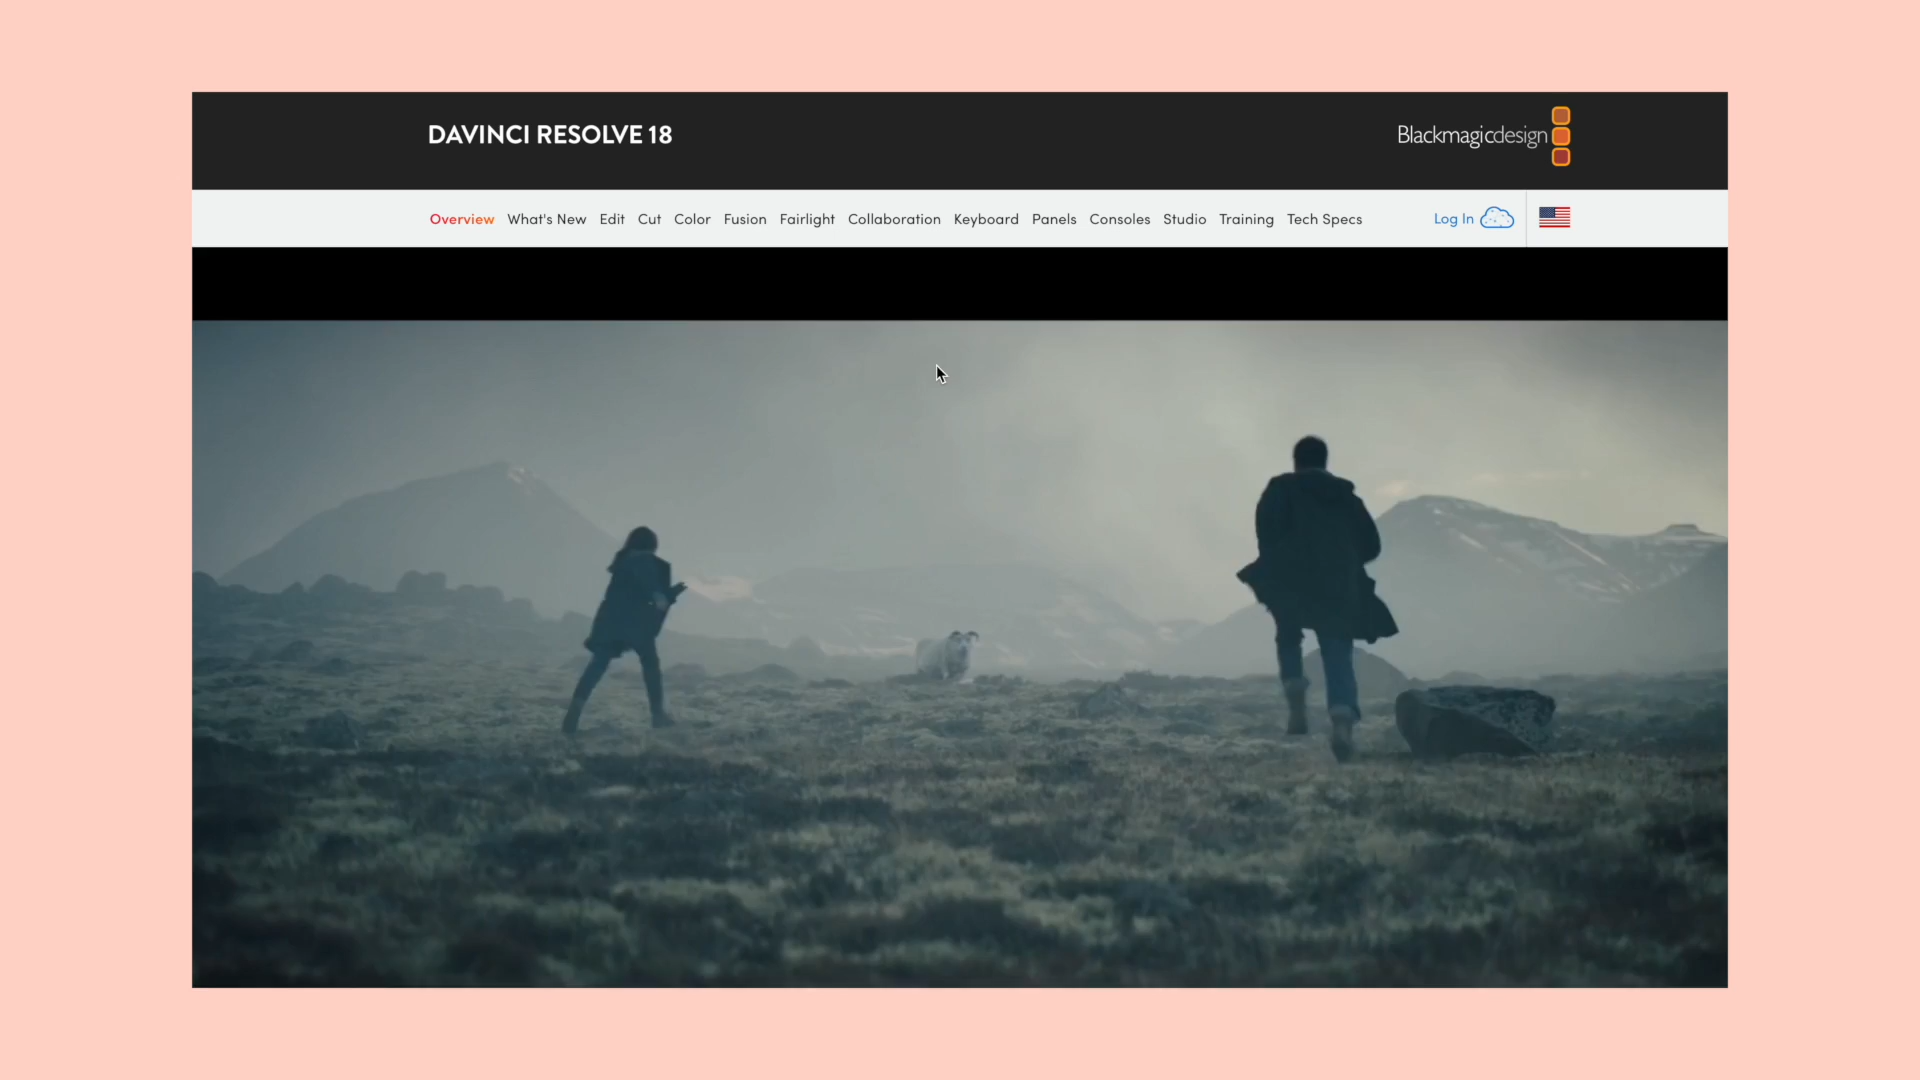 DAVINCI RESOLVE 18
Blackmagicdesign
Overview What's New Edit Cut Color Fusion Fairlight Collaboration Keyboard Panels Consoles Studio Training Tech Specs Log In